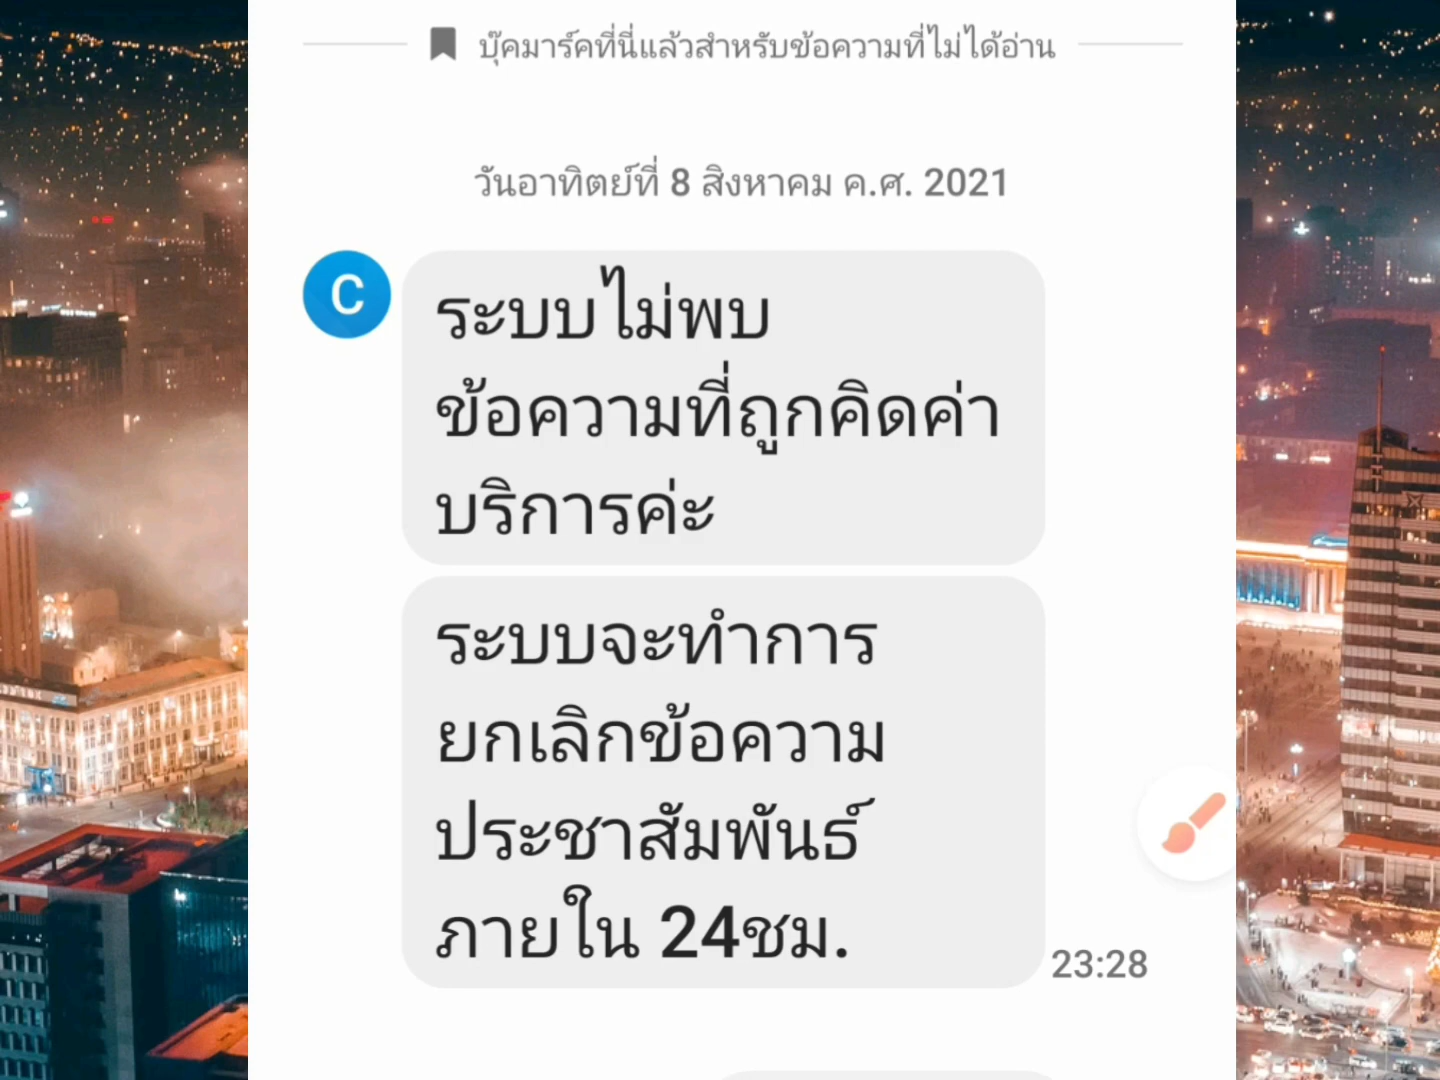 บุ๊คมาร์คที่นี่แล้วสำหรับข้อความที่ไม่ได้อ่าน
วันอาทิตย์ที่ 8 สิงหาคม ค.ศ. 2021
C
ระบบไม่พบ
ข้อความที่ถูกคิดค่า
บริการค่ะ
ระบบจะทำการ
ยกเลิกข้อความ
ประชาสัมพันธ์
ภายใน 24ชม.
23:28